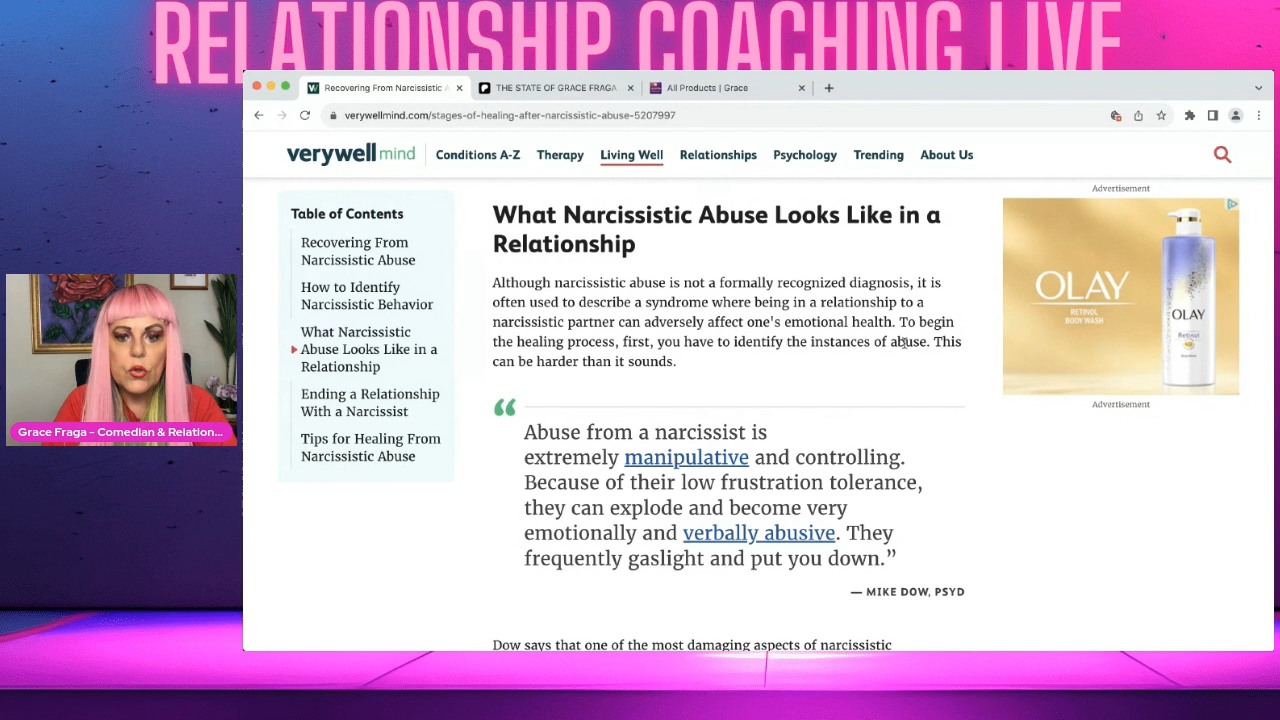 RELATIONSHIP COACHING LIVE
Recovering From Narcissistic A
THE STATE OF GRACE FRAGA
All Products | Grace
verywellmind.com/stages-of-healing-after-narcissistic-abuse-5207997
verywell mind
Conditions A-Z
Therapy
Living Well
Relationships
Psychology
Trending
About Us
Table of Contents
Recovering From
Narcissistic Abuse
How to Identify
Narcissistic Behavior
What Narcissistic
Abuse Looks Like in a
Relationship
Ending a Relationship
With a Narcissist
Tips for Healing From
Narcissistic Abuse
What Narcissistic Abuse Looks Like in a
Relationship
Although narcissistic abuse is not a formally recognized diagnosis, it is
often used to describe a syndrome where being in a relationship to a
narcissistic partner can adversely affect one's emotional health. To begin
the healing process, first, you have to identify the instances of abuse. This
can be harder than it sounds.
“
Abuse from a narcissist is
extremely manipulative and controlling.
Because of their low frustration tolerance,
they can explode and become very
emotionally and verbally abusive. They
frequently gaslight and put you down.”
— MIKE DOW, PSYD
Dow says that one of the most damaging aspects of narcissistic
Advertisement
OLAY
RETINOL
BODY WASH
OLAY
Retinol
Advertisement
Grace Fraga - Comedian & Relation...